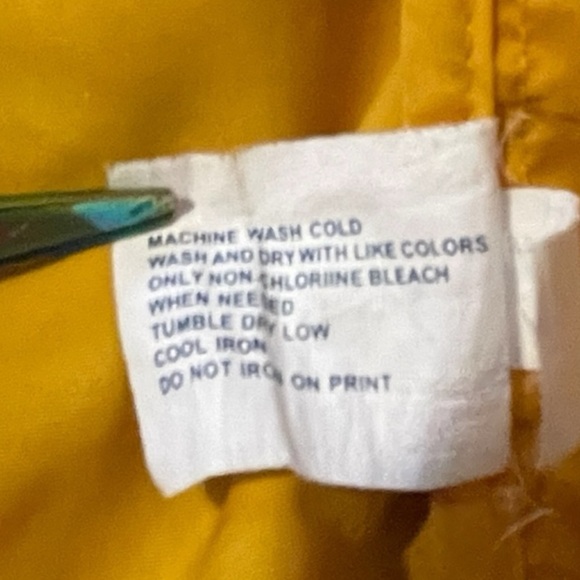 MACHINE WASH COLD
WASH AND DRY WITH LIKE COLORS
ONLY NON-CHLORIINE BLEACH
WHEN NEEDED
TUMBLE DRY LOW
COOL IRON
DO NOT IRON ON PRINT